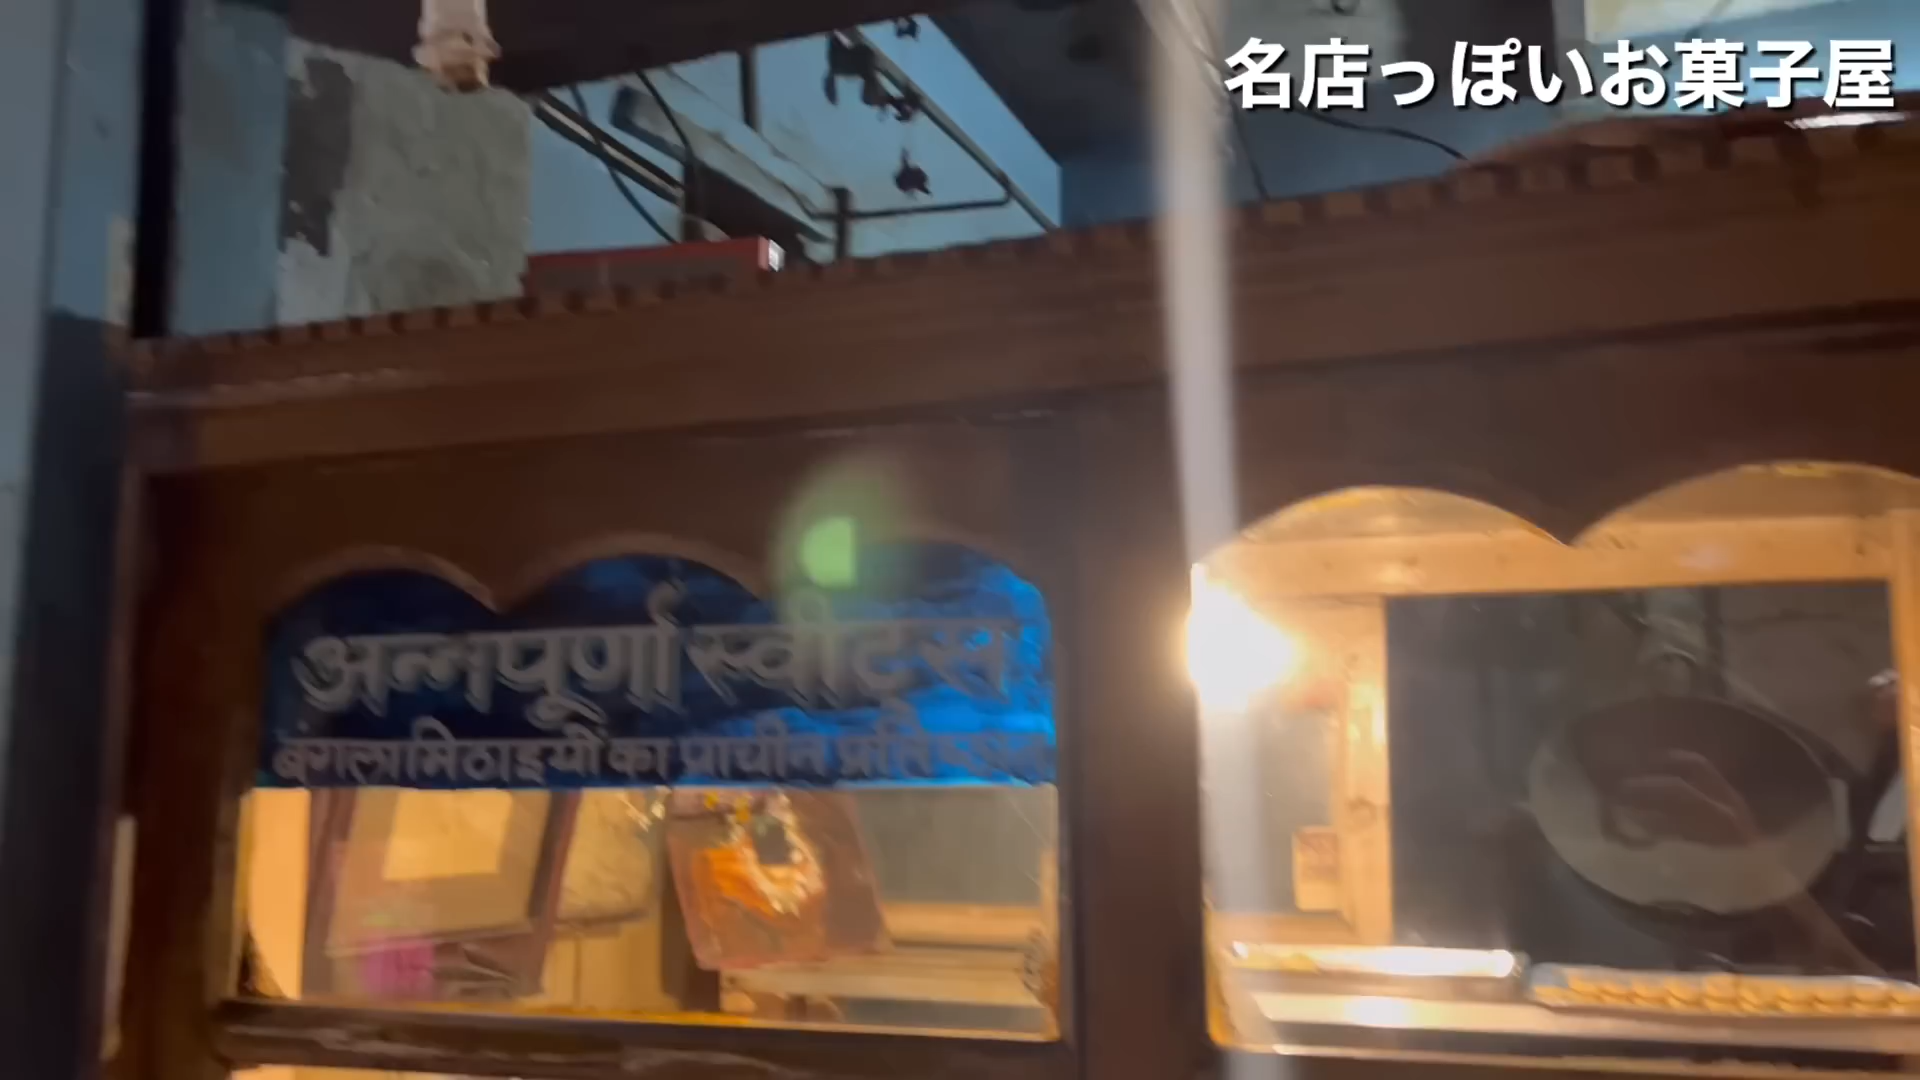 名店っぽいお菓子屋
अन्नपूर्णा स्वीट्स
बंगला मिठाइयों का प्राचीन